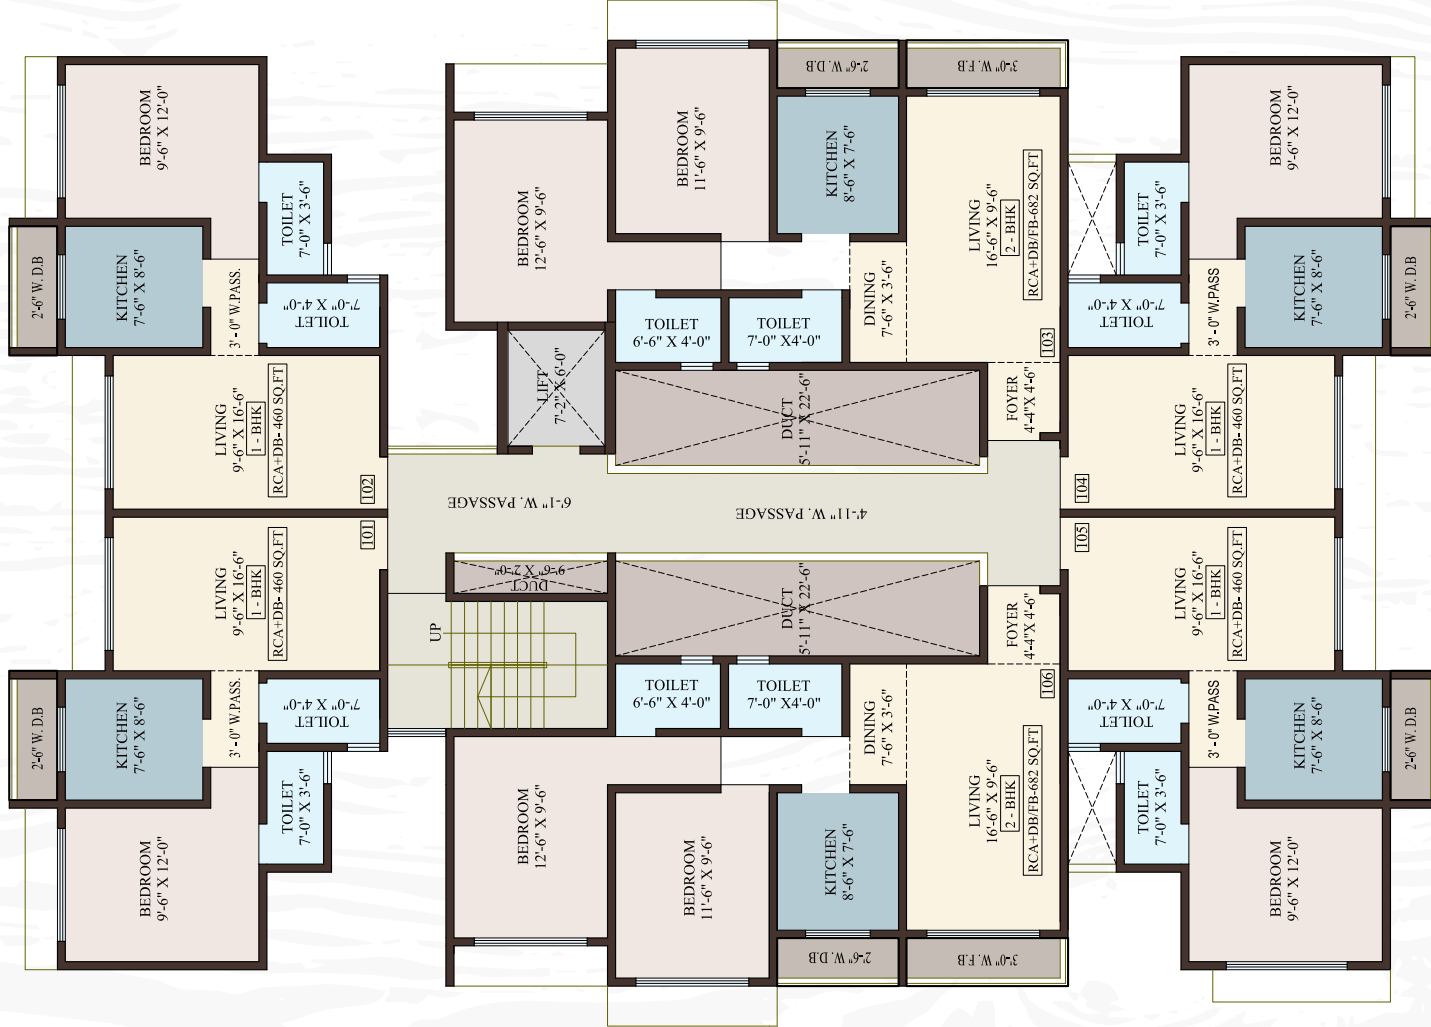 BEDROOM
9'-6" X 12'-0"
TOILET
7'-0" X 3'-6"
KITCHEN
7'-6" X 8'-6"
2'-6" W. D.B
3'- 0" W.PASS.
TOILET
7'-0" X 4'-0"
LIVING
9'-6" X 16'-6"
1 - BHK
RCA+DB- 460 SQ.FT
102
BEDROOM
12'-6" X 9'-6"
BEDROOM
11'-6" X 9'-6"
2'-6" W. D.B
3'-0" W. F.B
KITCHEN
8'-6" X 7'-6"
LIVING
16'-6" X 9'-6"
2 - BHK
RCA+DB/FB-682 SQ.FT
DINING
7'-6" X 3'-6"
103
TOILET
6'-6" X 4'-0"
TOILET
7'-0" X4'-0"
FOYER
4'-4"X 4'-6"
LIFT
7'-2" X 6'-0"
DUCT
5'-11" X 22'-6"
BEDROOM
9'-6" X 12'-0"
TOILET
7'-0" X 3'-6"
KITCHEN
7'-6" X 8'-6"
2'-6" W. D.B
3'- 0" W.PASS
TOILET
7'-0" X 4'-0"
LIVING
9'-6" X 16'-6"
1 - BHK
RCA+DB- 460 SQ.FT
104
6'-1" W. PASSAGE
4'-11" W. PASSAGE
101
LIVING
9'-6" X 16'-6"
1 - BHK
RCA+DB- 460 SQ.FT
2'-6" W. D.B
KITCHEN
7'-6" X 8'-6"
3'- 0" W.PASS.
TOILET
7'-0" X 4'-0"
TOILET
7'-0" X 3'-6"
BEDROOM
9'-6" X 12'-0"
DUCT
9'-6" X 2'-0"
UP
DUCT
5'-11" X 22'-6"
FOYER
4'-4"X 4'-6"
TOILET
6'-6" X 4'-0"
TOILET
7'-0" X4'-0"
DINING
7'-6" X 3'-6"
106
LIVING
16'-6" X 9'-6"
2 - BHK
RCA+DB/FB-682 SQ.FT
BEDROOM
12'-6" X 9'-6"
BEDROOM
11'-6" X 9'-6"
KITCHEN
8'-6" X 7'-6"
2'-6" W. D.B
3'-0" W. F.B
105
LIVING
9'-6" X 16'-6"
1 - BHK
RCA+DB- 460 SQ.FT
TOILET
7'-0" X 4'-0"
3'- 0" W.PASS
KITCHEN
7'-6" X 8'-6"
2'-6" W. D.B
TOILET
7'-0" X 3'-6"
BEDROOM
9'-6" X 12'-0"